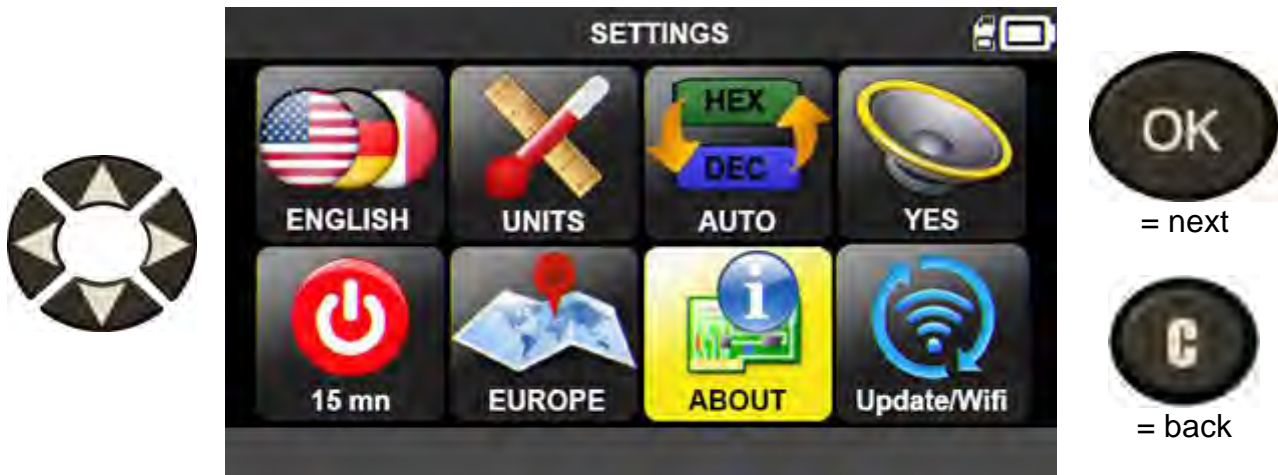 SETTINGS
HEX
DEC
ENGLISH
UNITS
AUTO
YES
15 mn
EUROPE
i
ABOUT
Update/Wifi
OK
= next
C
= back